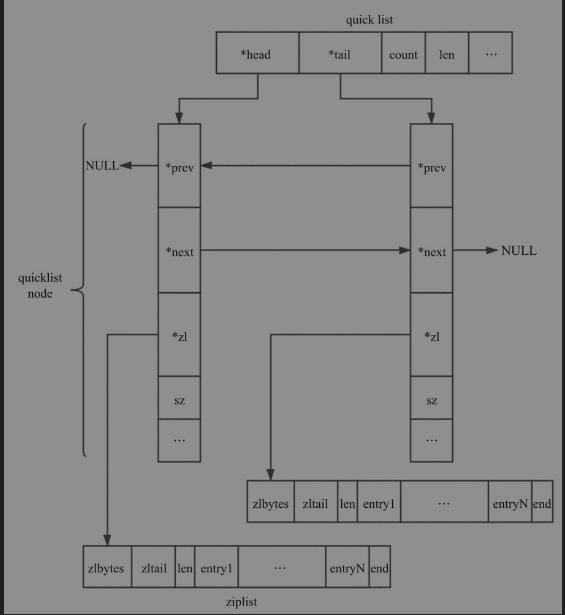 quick list
*head *tail count len ...
NULL *prev *prev
*next *next NULL
quicklist
node
*zl *zl
sz sz
... ...
zlbytes zltail len entry1 ... entryN end
zlbytes zltail len entry1 ... entryN end
ziplist